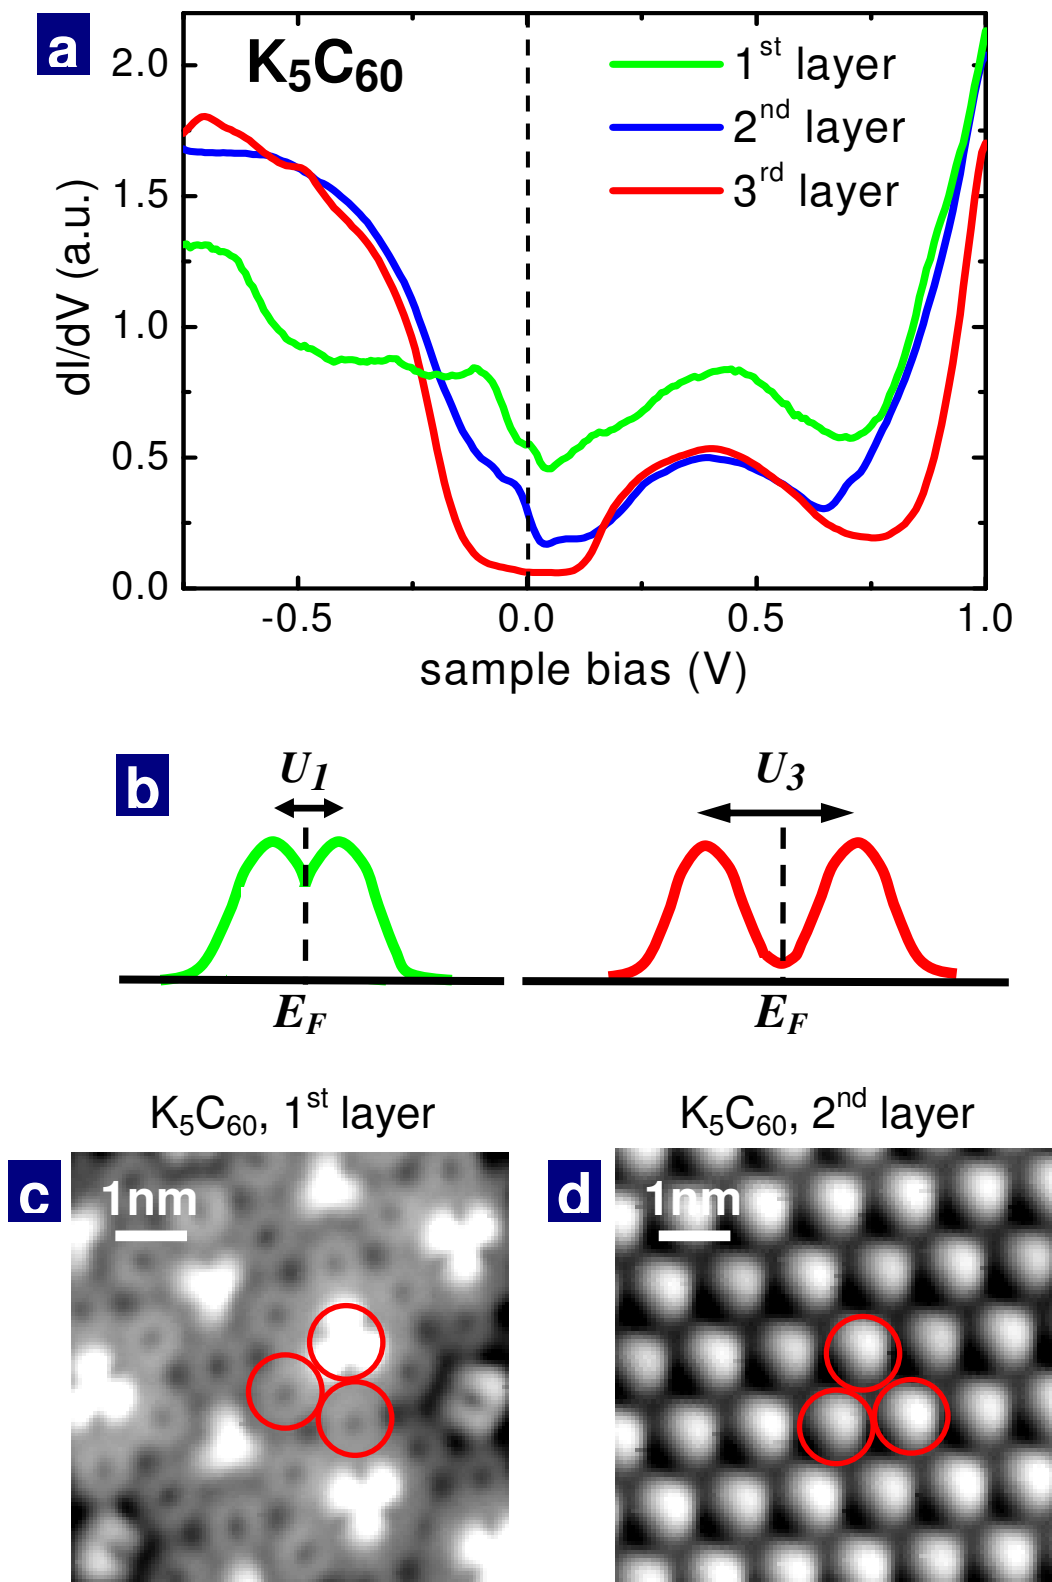 a
K₅C₆₀
1ˢᵗ layer
2ⁿᵈ layer
3ʳᵈ layer
dI/dV (a.u.)
2.0
1.5
1.0
0.5
0.0
-0.5 0.0 0.5 1.0
sample bias (V)
b
U₁ U₃
E_F E_F
K₅C₆₀, 1ˢᵗ layer K₅C₆₀, 2ⁿᵈ layer
c 1nm d 1nm